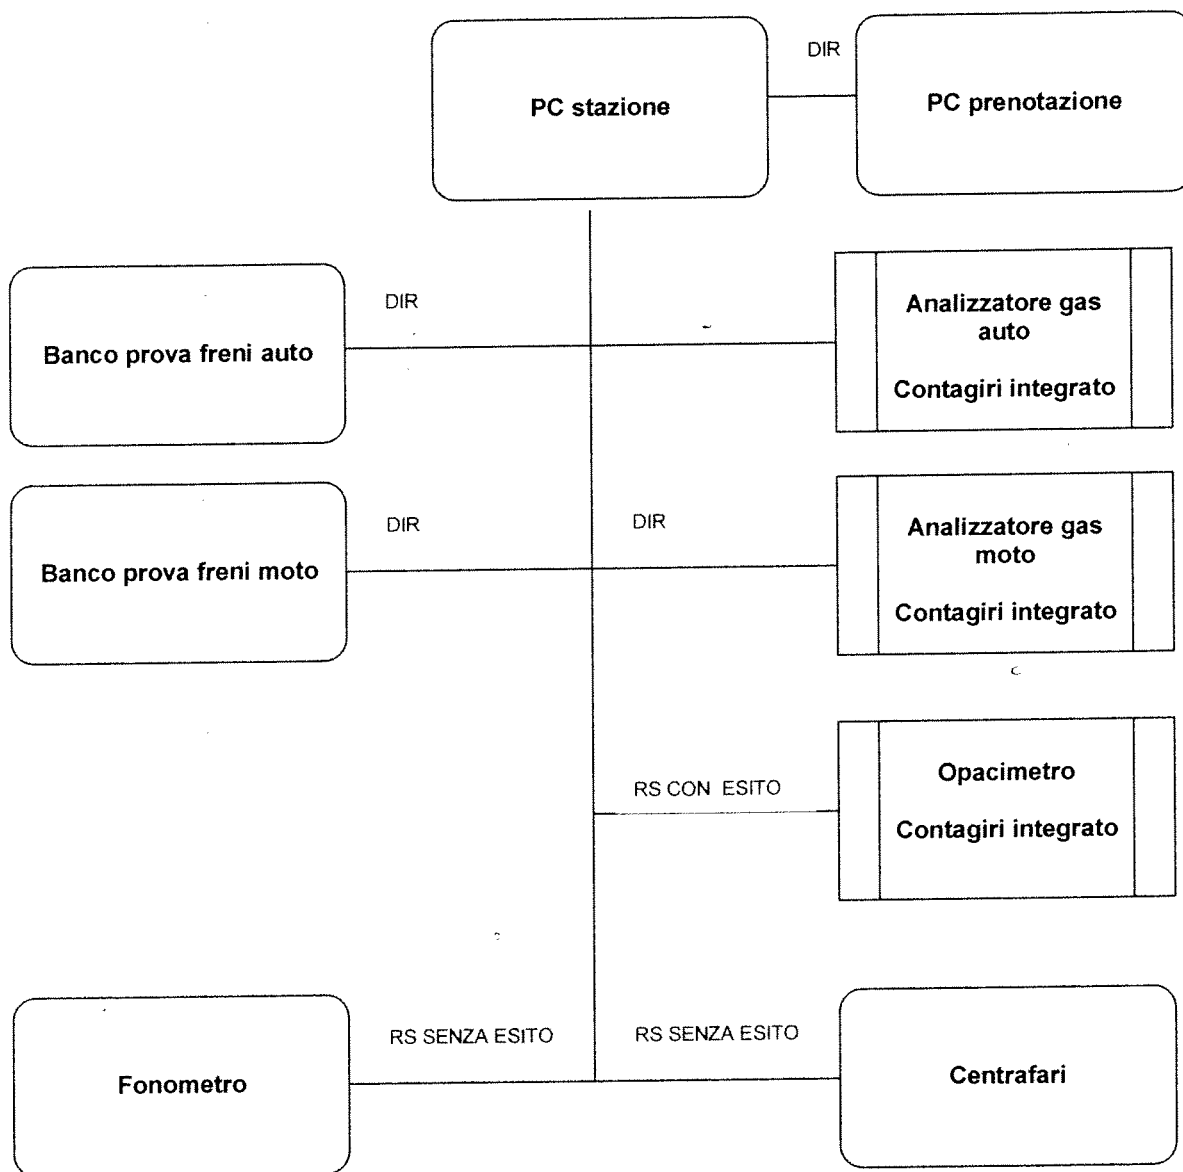 PC stazione
DIR
PC prenotazione
Banco prova freni auto
DIR
Analizzatore gas
auto
Contagiri integrato
Banco prova freni moto
DIR
DIR
Analizzatore gas
moto
Contagiri integrato
RS CON ESITO
Opacimetro
Contagiri integrato
Fonometro
RS SENZA ESITO
RS SENZA ESITO
Centrafari